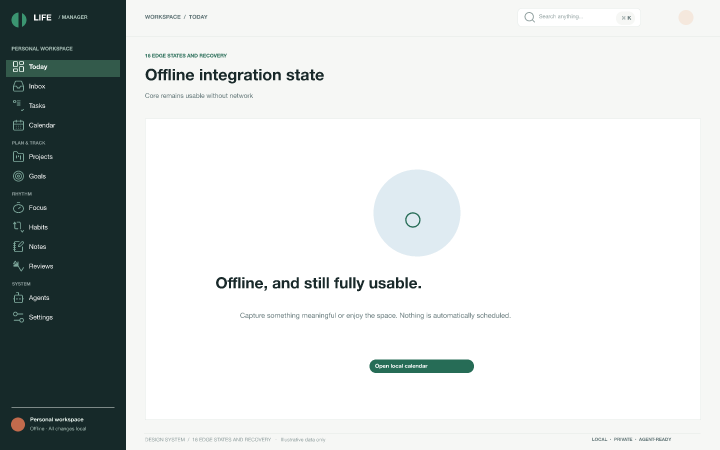 LIFE / MANAGER
PERSONAL WORKSPACE
Today
Inbox
Tasks
Calendar
PLAN & TRACK
Projects
Goals
RHYTHM
Focus
Habits
Notes
Reviews
SYSTEM
Agents
Settings
Personal workspace
Offline · All changes local
WORKSPACE / TODAY
Search anything...
⌘ K
16 EDGE STATES AND RECOVERY
Offline integration state
Core remains usable without network
Offline, and still fully usable.
Capture something meaningful or enjoy the space. Nothing is automatically scheduled.
Open local calendar
DESIGN SYSTEM / 16 EDGE STATES AND RECOVERY · Illustrative data only
LOCAL · PRIVATE · AGENT-READY